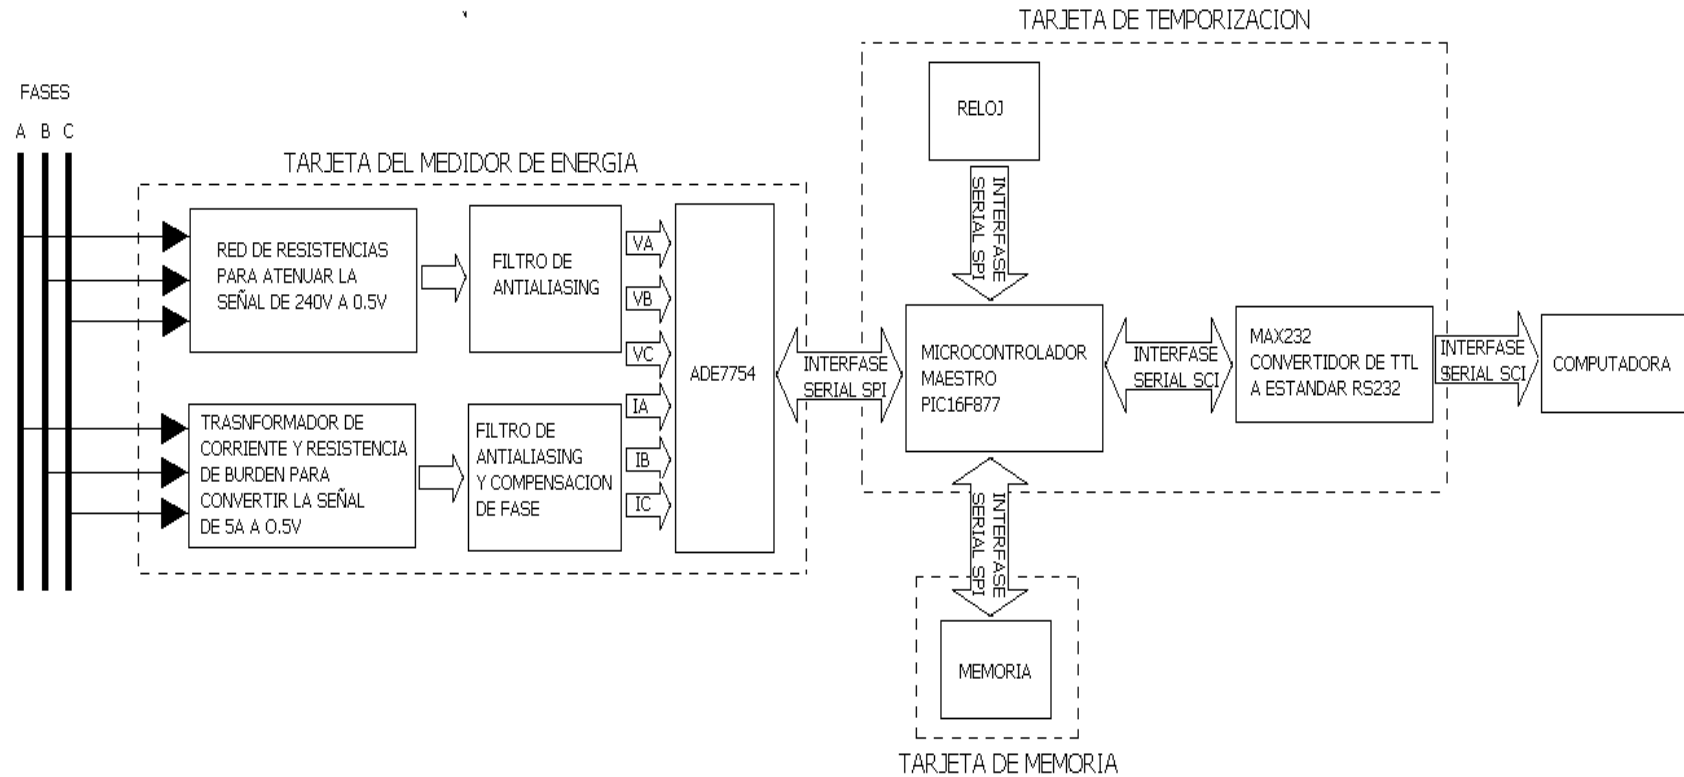 TARJETA DE TEMPORIZACION
FASES
A B C
TARJETA DEL MEDIDOR DE ENERGIA
RED DE RESISTENCIAS
PARA ATENUAR LA
SEÑAL DE 240V A 0.5V
FILTRO DE
ANTIALIASING
VA
VB
VC
IA
IB
IC
TRASNFORMADOR DE
CORRIENTE Y RESISTENCIA
DE BURDEN PARA
CONVERTIR LA SEÑAL
DE 5A A O.5V
FILTRO DE
ANTIALIASING
Y COMPENSACION
DE FASE
ADE7754
INTERFASE
SERIAL SPI
RELOJ
INTERFASE
SERIAL SPI
MICROCONTROLADOR
MAESTRO
PIC16F877
INTERFASE
SERIAL SCI
MAX232
CONVERTIDOR DE TTL
A ESTANDAR RS232
INTERFASE
SERIAL SCI
COMPUTADORA
INTERFASE
SERIAL SPI
MEMORIA
TARJETA DE MEMORIA